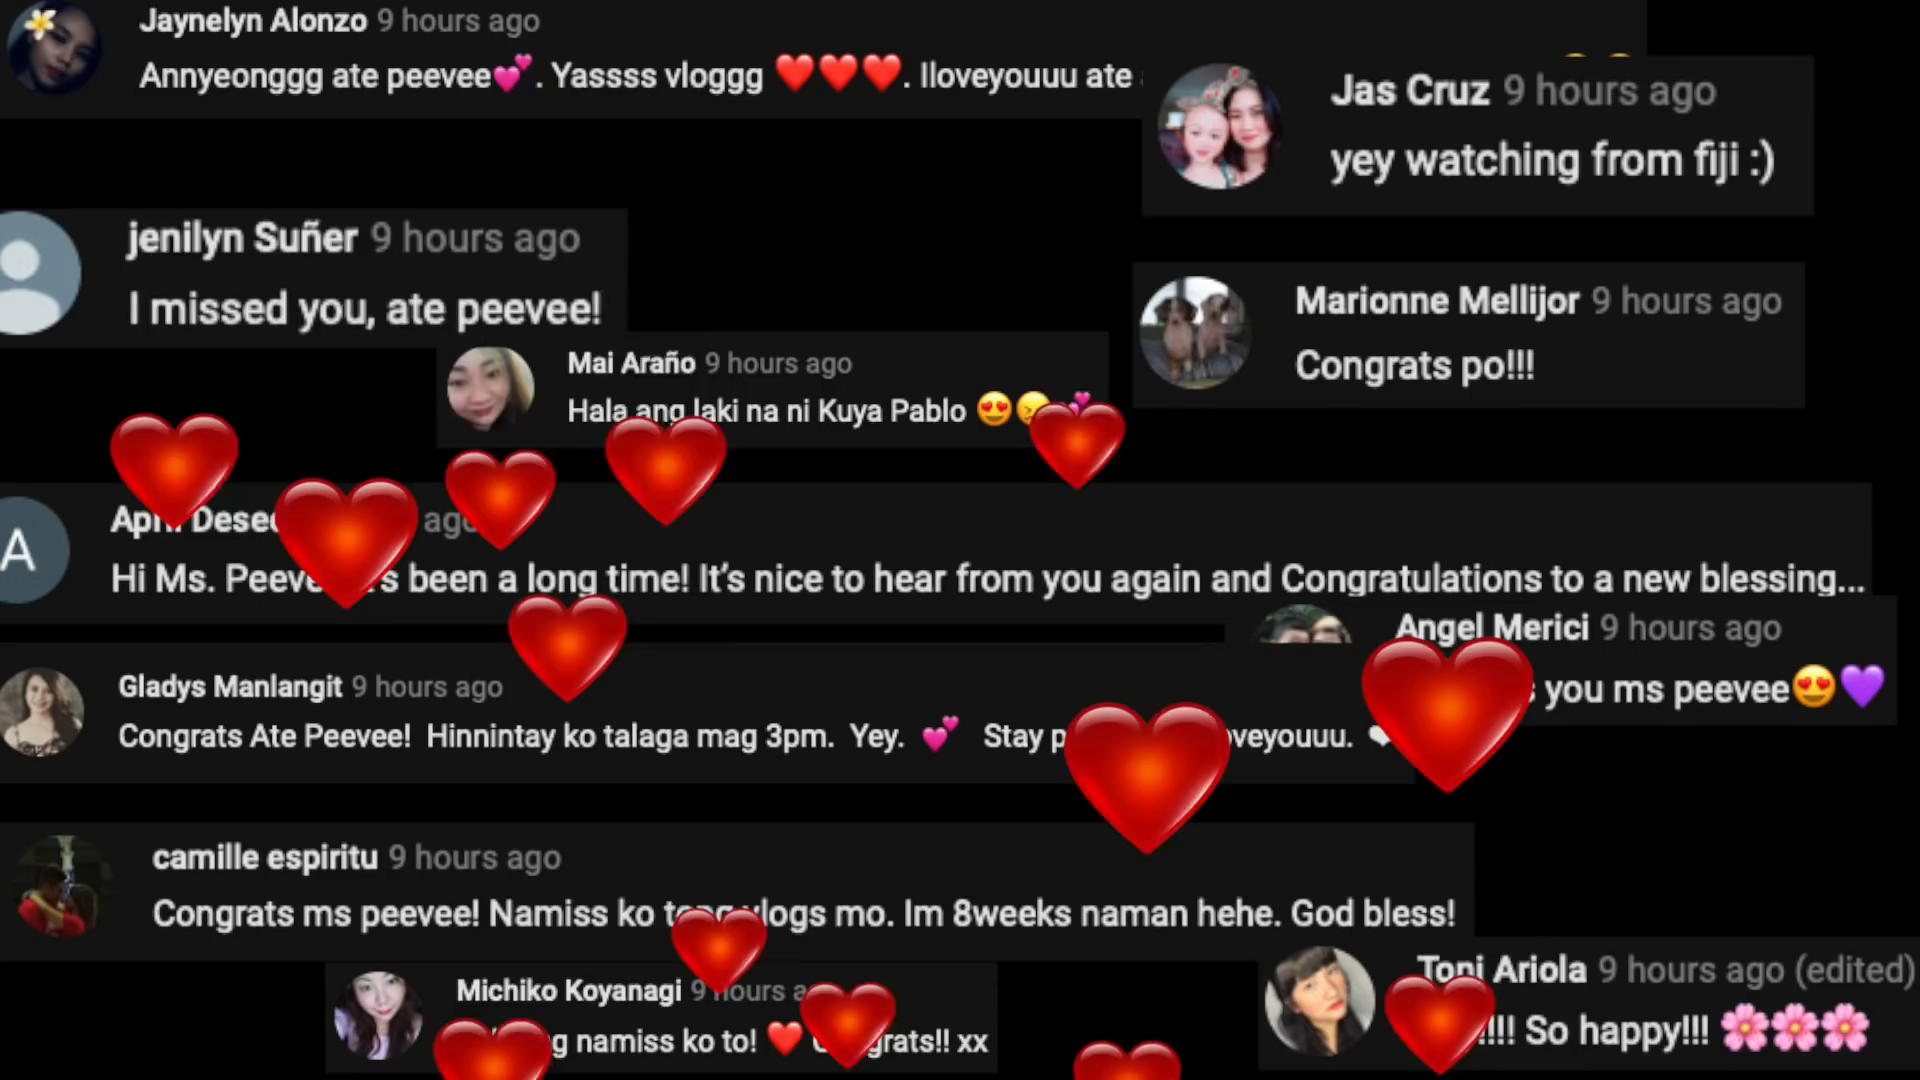 Jaynelyn Alonzo 9 hours ago
Annyeonggg ate peevee💕. Yassss vloggg ❤️❤️❤️. Iloveyouuu ate
Jas Cruz 9 hours ago
yey watching from fiji :)
jenilyn Suñer 9 hours ago
I missed you, ate peevee!
Marionne Mellijor 9 hours ago
Congrats po!!!
Mai Araño 9 hours ago
Hala ang laki na ni Kuya Pablo 😍
A
ago
Hi Ms. been a long time! It's nice to hear from you again and Congratulations to a new blessing...
Angel Merici 9 hours ago
you ms peevee😍💜
Gladys Manlangit 9 hours ago
Congrats Ate Peevee! Hinnintay ko talaga mag 3pm. Yey. 💕 Stay
camille espiritu 9 hours ago
Congrats ms peevee! Namiss ko vlogs mo. Im 8weeks naman hehe. God bless!
Michiko Koyanagi 9 hours
namiss ko to! ❤️ xx
Toni Ariola 9 hours ago (edited)
!!!! So happy!!! 🌸🌸🌸